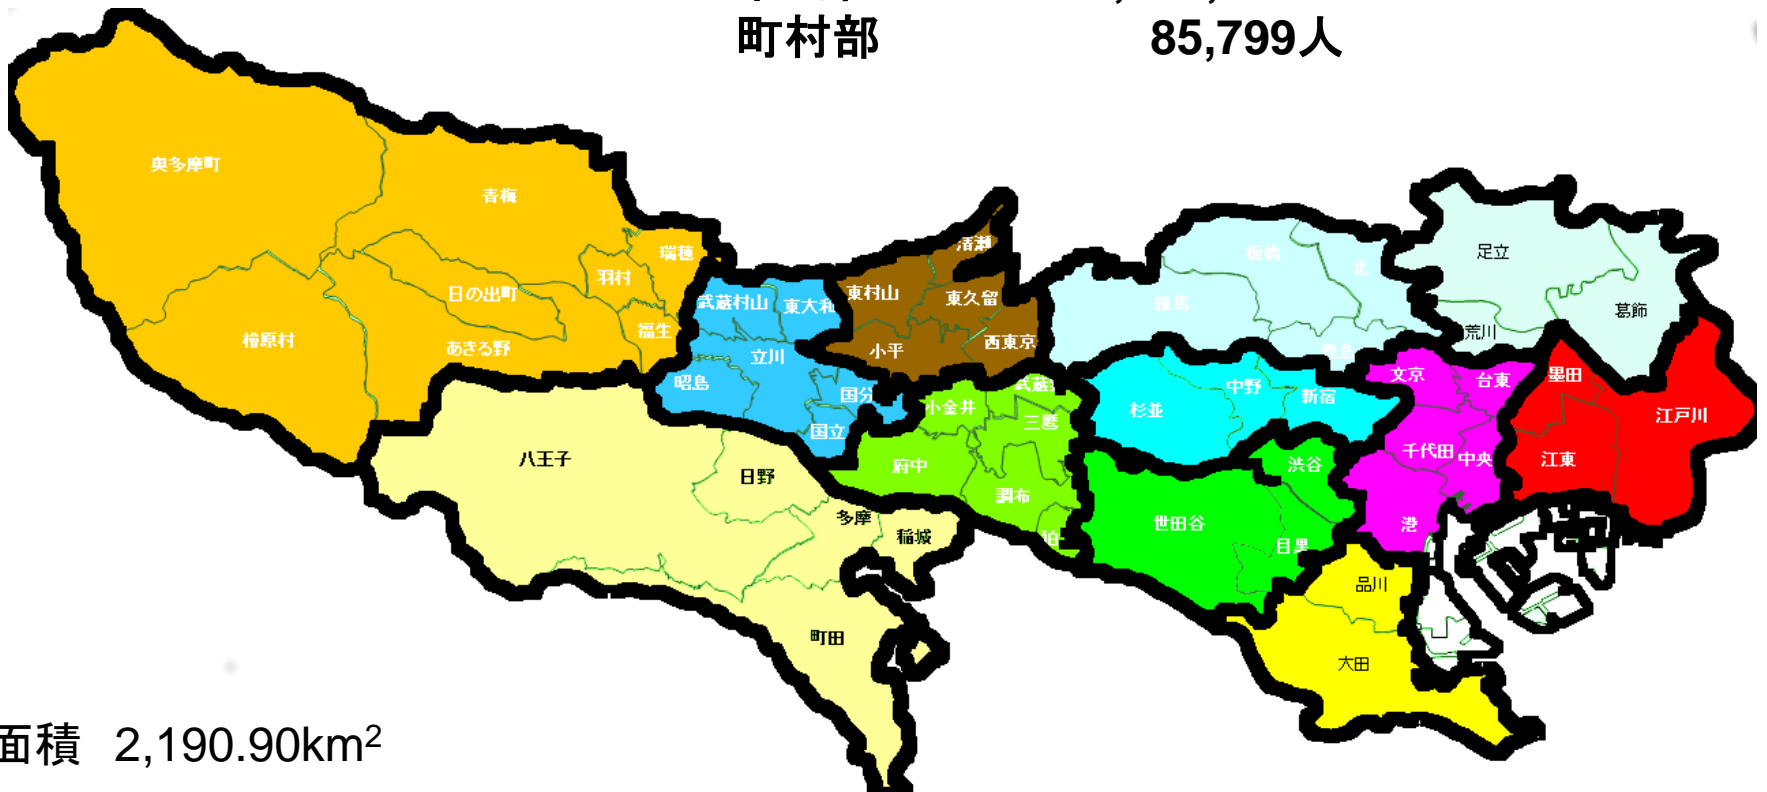 町村部 85,799人
奥多摩町
青梅
瑞穂
羽村
日の出町
福生
檜原村
あきる野
武蔵村山
東大和
立川
昭島
国分
国立
清瀬
東村山
東久留
小平
西東京
武蔵
小金井
三鷹
府中
調布
狛
八王子
日野
多摩
稲城
町田
板橋
北
練馬
豊島
足立
葛飾
荒川
杉並
中野
新宿
文京
台東
千代田
中央
港
墨田
江東
江戸川
渋谷
世田谷
目黒
品川
大田
面積 2,190.90km²